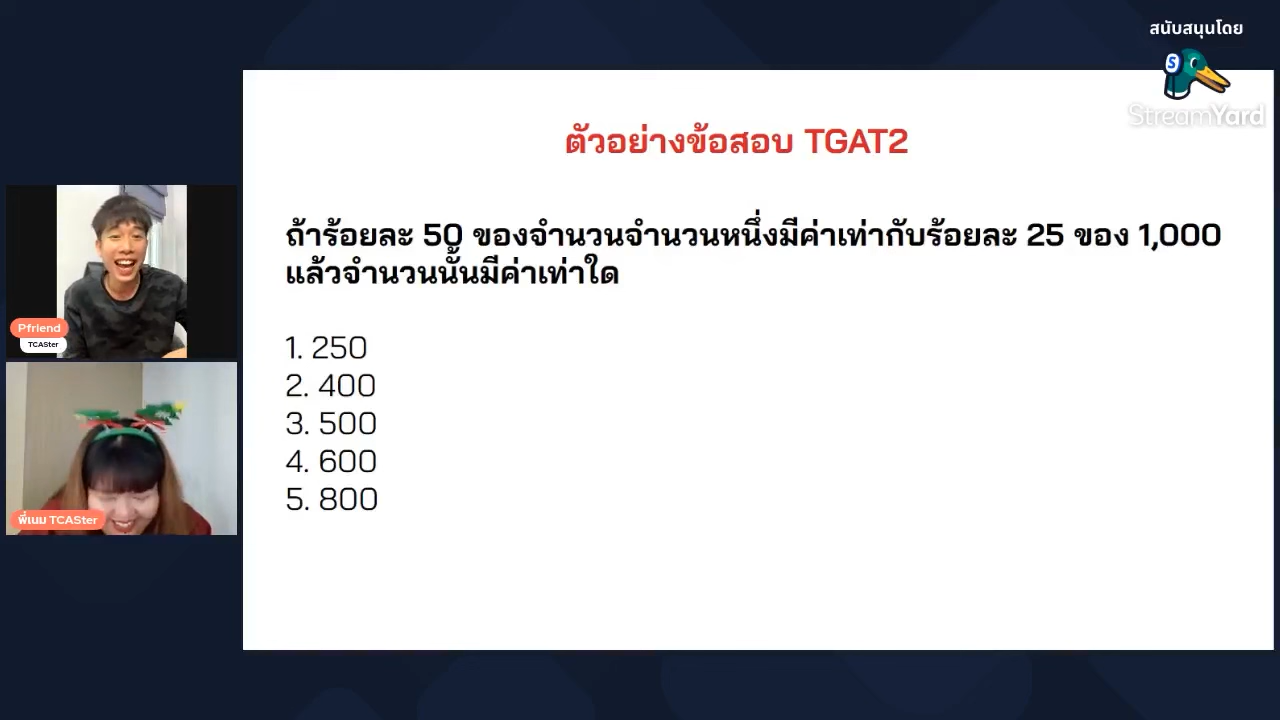 สนับสนุนโดย
StreamYard
ตัวอย่างข้อสอบ TGAT2
ถ้าร้อยละ 50 ของจำนวนจำนวนหนึ่งมีค่าเท่ากับร้อยละ 25 ของ 1,000
แล้วจำนวนนั้นมีค่าเท่าใด
1. 250
2. 400
3. 500
4. 600
5. 800
Pfriend
TCASter
พี่เนม TCASter